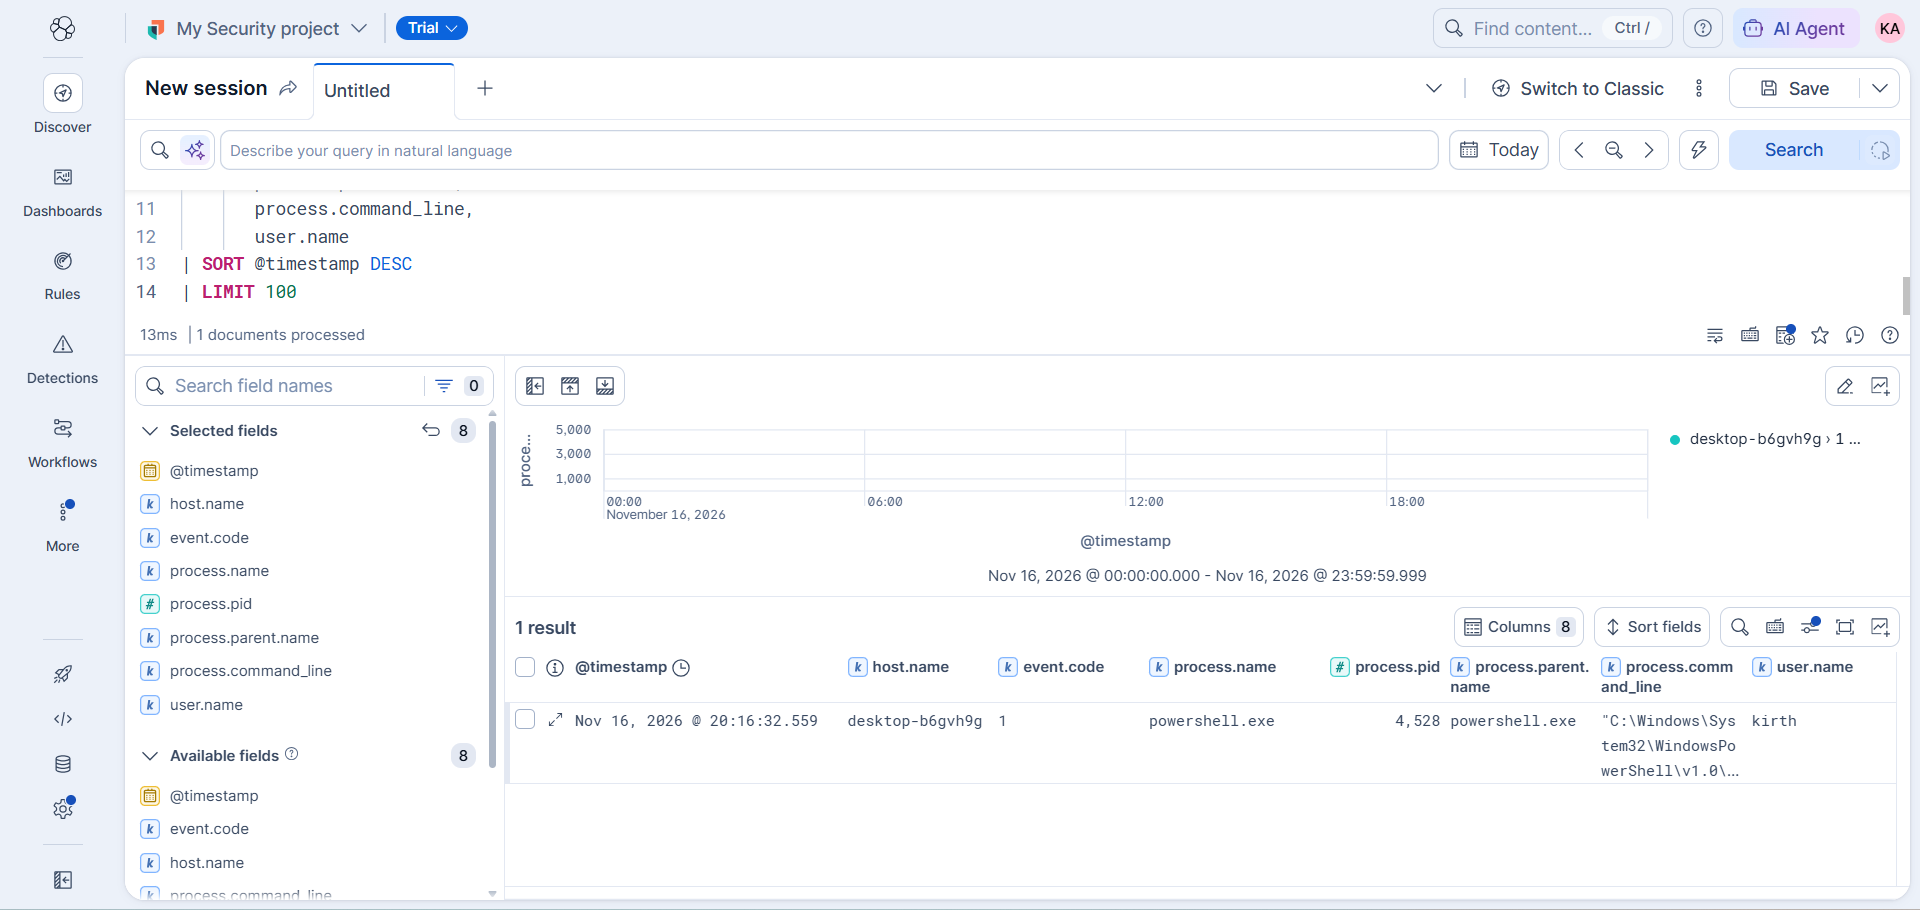 My Security project
Trial
Find content...
Ctrl /
AI Agent
KA
New session
Untitled
Switch to Classic
Save
Discover
Dashboards
Rules
Detections
Workflows
More
Describe your query in natural language
Today
Search
11 process.command_line,
12 user.name
13 | SORT @timestamp DESC
14 | LIMIT 100
13ms | 1 documents processed
Search field names
0
Selected fields
8
@timestamp
host.name
event.code
process.name
process.pid
process.parent.name
process.command_line
user.name
Available fields
8
@timestamp
event.code
host.name
process.command_line
proce...
5,000
3,000
1,000
00:00
06:00
12:00
18:00
November 16, 2026
@timestamp
Nov 16, 2026 @ 00:00:00.000 - Nov 16, 2026 @ 23:59:59.999
desktop-b6gvh9g › 1 ...
1 result
Columns 8
Sort fields
@timestamp
k host.name
k event.code
k process.name
# process.pid
k process.parent.
name
k process.comm
and_line
k user.name
Nov 16, 2026 @ 20:16:32.559
desktop-b6gvh9g
1
powershell.exe
4,528
powershell.exe
"C:\Windows\Sys
tem32\WindowsPo
werShell\v1.0\...
kirth